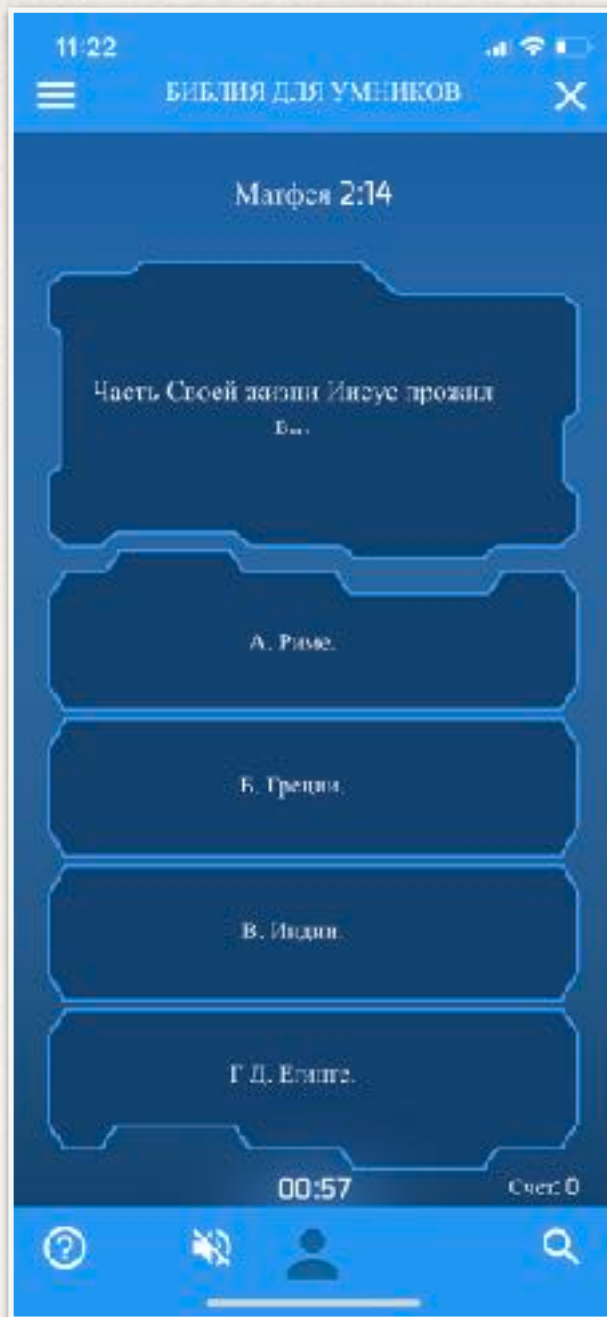 11:22
БИБЛИЯ ДЛЯ УМНИКОВ
Матфея 2:14
Часть Своей жизни Иисус прожил
в...
А. Риме.
Б. Греции.
В. Индии.
Г Д. Египте.
00:57
Счет: 0